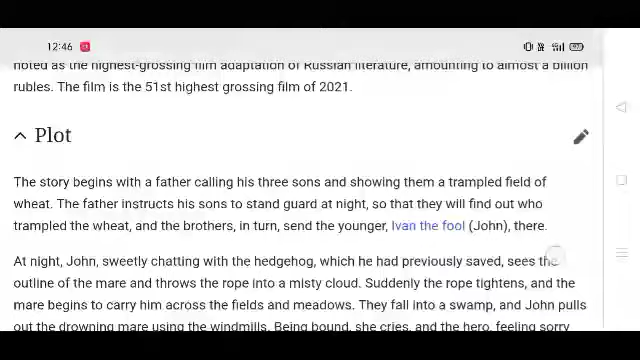 12:46
noted as the highest-grossing film adaptation of Russian literature, amounting to almost a billion
rubles. The film is the 51st highest grossing film of 2021.
Plot
The story begins with a father calling his three sons and showing them a trampled field of
wheat. The father instructs his sons to stand guard at night, so that they will find out who
trampled the wheat, and the brothers, in turn, send the younger, Ivan the fool (John), there.
At night, John, sweetly chatting with the hedgehog, which he had previously saved, sees the
outline of the mare and throws the rope into a misty cloud. Suddenly the rope tightens, and the
mare begins to carry him across the fields and meadows. They fall into a swamp, and John pulls
out the drowning mare using the windmills. Being bound, she cries, and the hero, feeling sorry